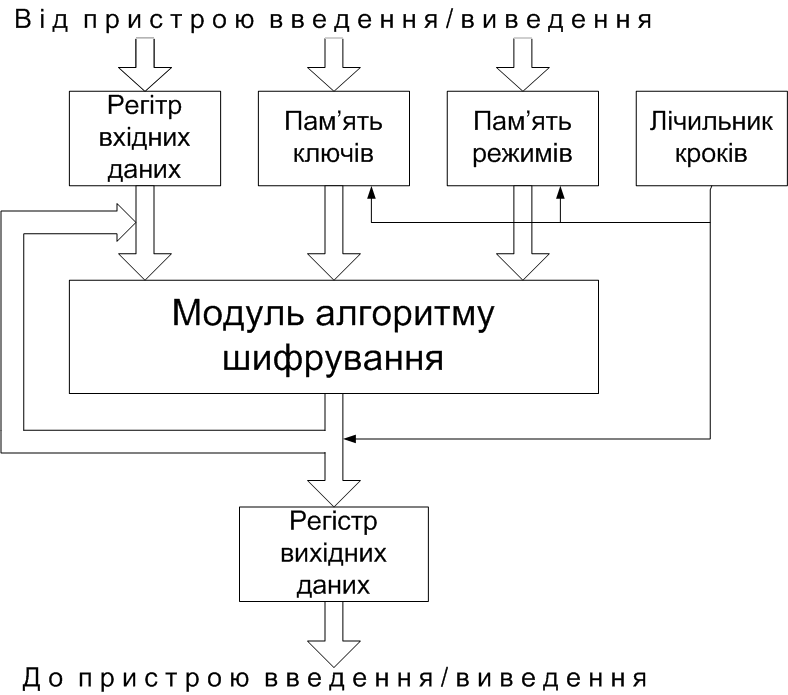 Від пристрою введення/виведення
Регітр
вхідних
даних
Пам’ять
ключів
Пам’ять
режимів
Лічильник
кроків
Модуль алгоритму
шифрування
Регістр
вихідних
даних
До пристрою введення/виведення